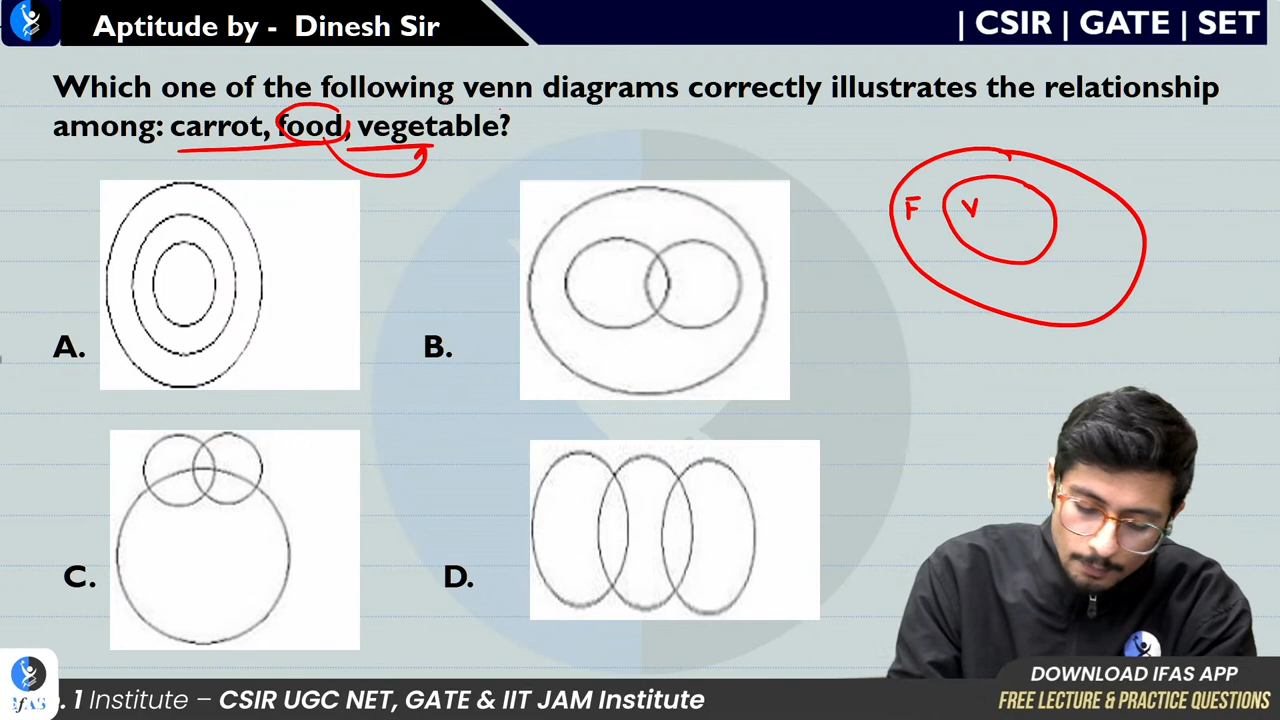 Aptitude by - Dinesh Sir
| CSIR | GATE | SET
Which one of the following venn diagrams correctly illustrates the relationship
among: carrot, food, vegetable?
F V
A.
B.
C.
D.
DOWNLOAD IFAS APP
FREE LECTURE & PRACTICE QUESTIONS
IFAS
. 1 Institute – CSIR UGC NET, GATE & IIT JAM Institute